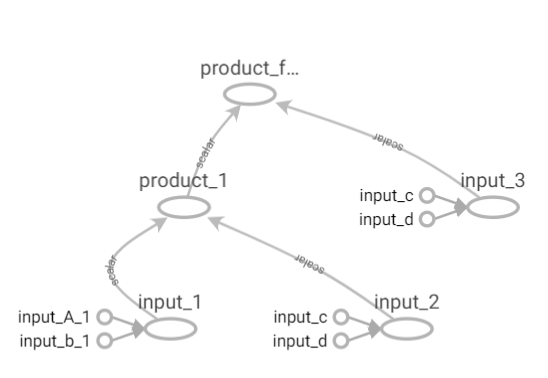 product_f...
scalar
scalar
product_1
input_3
input_c
input_d
scalar
scalar
input_1
input_2
input_A_1
input_b_1
input_c
input_d